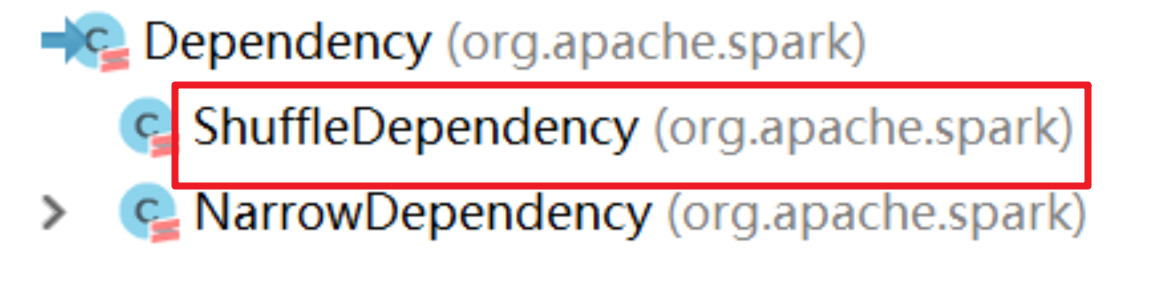 Dependency (org.apache.spark)
ShuffleDependency (org.apache.spark)
NarrowDependency (org.apache.spark)